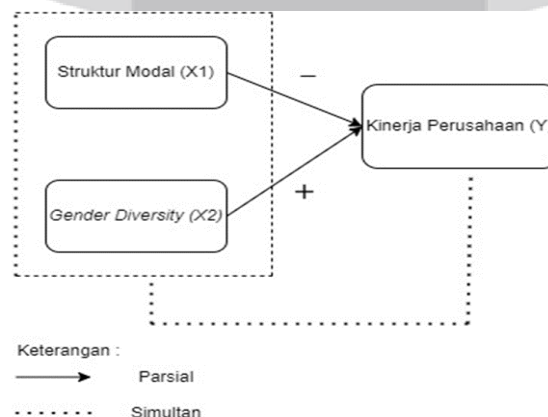 Struktur Modal (X1)
–
Kinerja Perusahaan (Y
Gender Diversity (X2)
+
Keterangan :
Parsial
Simultan